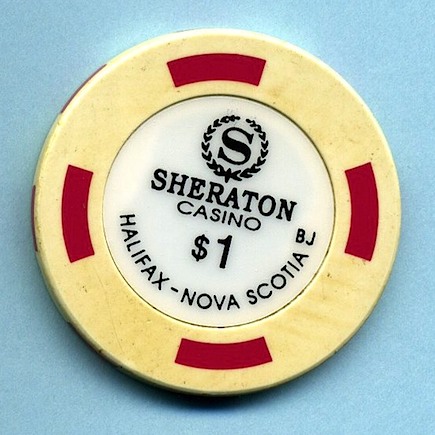 S
SHERATON
CASINO
$1
HALIFAX - NOVA SCOTIA
BJ